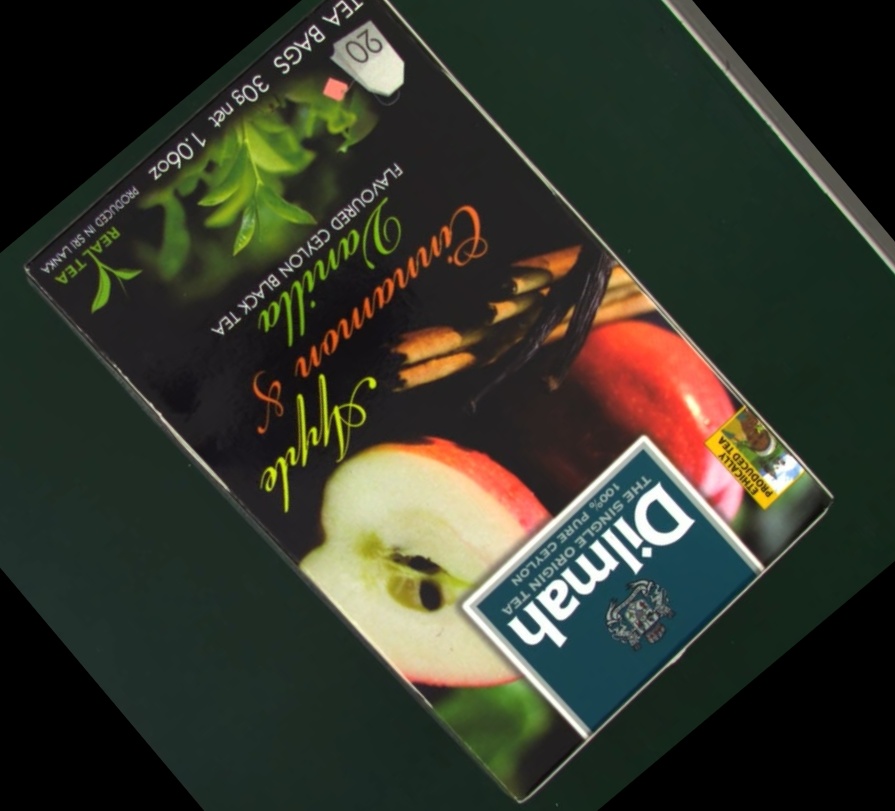 Dilmah
THE SINGLE ORIGIN TEA
100% PURE CEYLON
ETHICALLY
PRODUCED TEA
Apple
Cinnamon &
Vanilla
FLAVOURED CEYLON BLACK TEA
REAL TEA
PRODUCED IN SRI LANKA
20
TEA BAGS 30g net 1.06oz